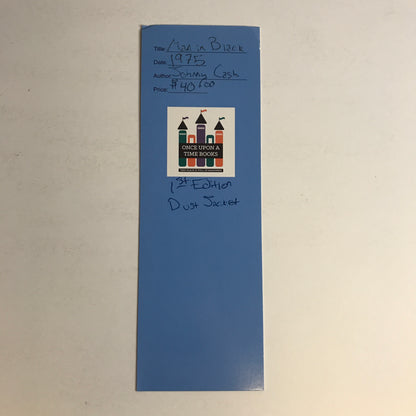 Title: Man in Black
Date: 1975
Author: Johnny Cash
Price: $40.00
ONCE UPON A
TIME BOOKS
1st Edition
Dust Jacket